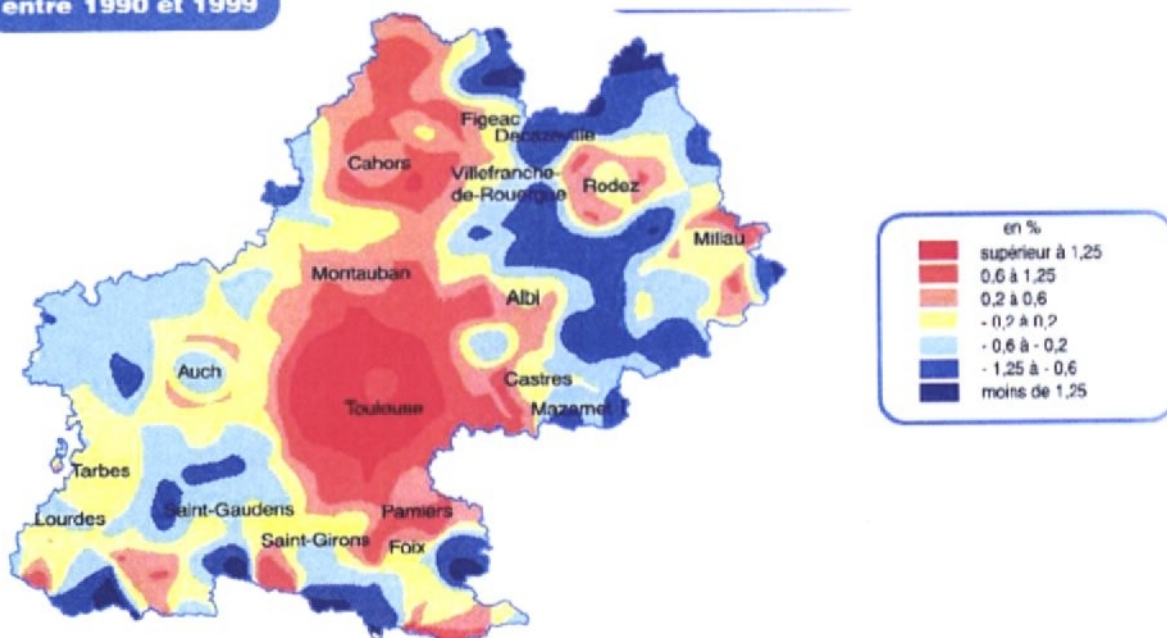 entre 1990 et 1999
Figeac
Decazeville
Cahors
Villefranche-
de-Rouergue
Rodez
Millau
Montauban
Albi
Auch
Castres
Toulouse
Mazamet
Tarbes
Saint-Gaudens
Pamiers
Lourdes
Saint-Girons
Foix
en %
supérieur à 1,25
0,6 à 1,25
0,2 à 0,6
- 0,2 à 0,2
- 0,6 à - 0,2
- 1,25 à - 0,6
moins de 1,25